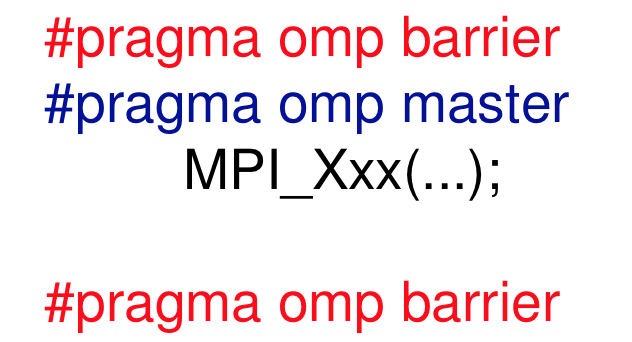 #pragma omp barrier
#pragma omp master
MPI_Xxx(...);
#pragma omp barrier